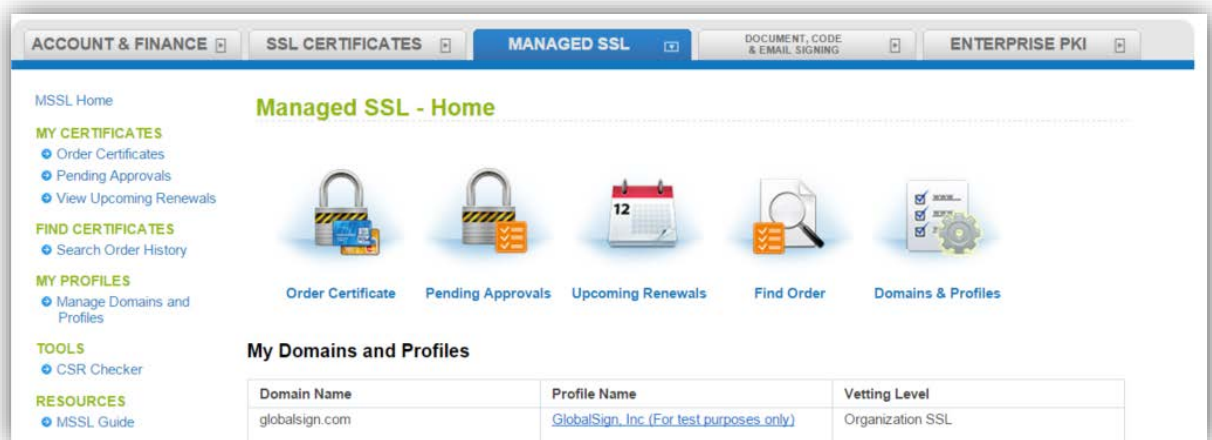 ACCOUNT & FINANCE
SSL CERTIFICATES
MANAGED SSL
DOCUMENT, CODE
& EMAIL SIGNING
ENTERPRISE PKI
MSSL Home
MY CERTIFICATES
Order Certificates
Pending Approvals
View Upcoming Renewals
FIND CERTIFICATES
Search Order History
MY PROFILES
Manage Domains and
Profiles
TOOLS
CSR Checker
RESOURCES
MSSL Guide
Managed SSL - Home
12
Order Certificate
Pending Approvals
Upcoming Renewals
Find Order
Domains & Profiles
My Domains and Profiles
Domain Name
Profile Name
Vetting Level
globalsign.com
GlobalSign, Inc (For test purposes only)
Organization SSL